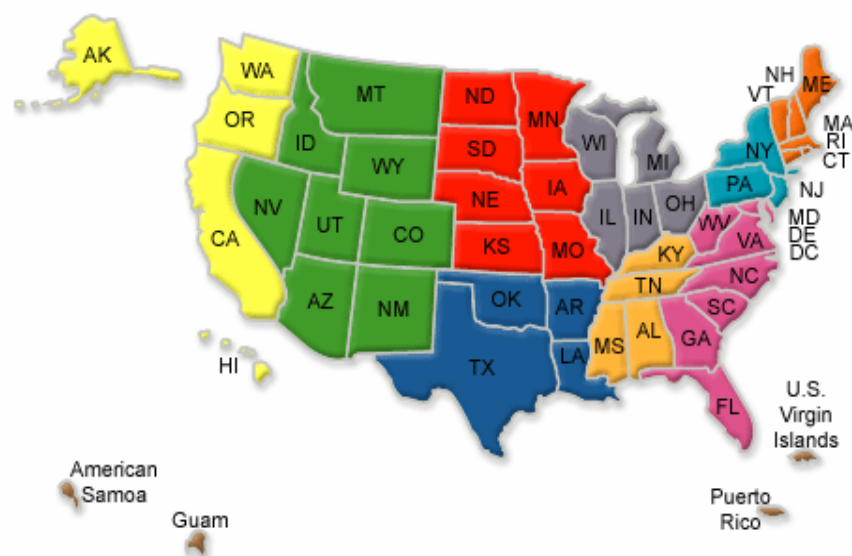 AK
WA
MT
ND
MN
NH
ME
VT
OR
ID
SD
WI
MI
NY
MA
RI
CT
WY
NE
IA
PA
NJ
NV
UT
CO
KS
MO
IL
IN
OH
WV
VA
MD
DE
DC
CA
KY
NC
AZ
NM
OK
AR
TN
SC
HI
TX
LA
MS
AL
GA
FL
U.S.
Virgin
Islands
American
Samoa
Guam
Puerto
Rico